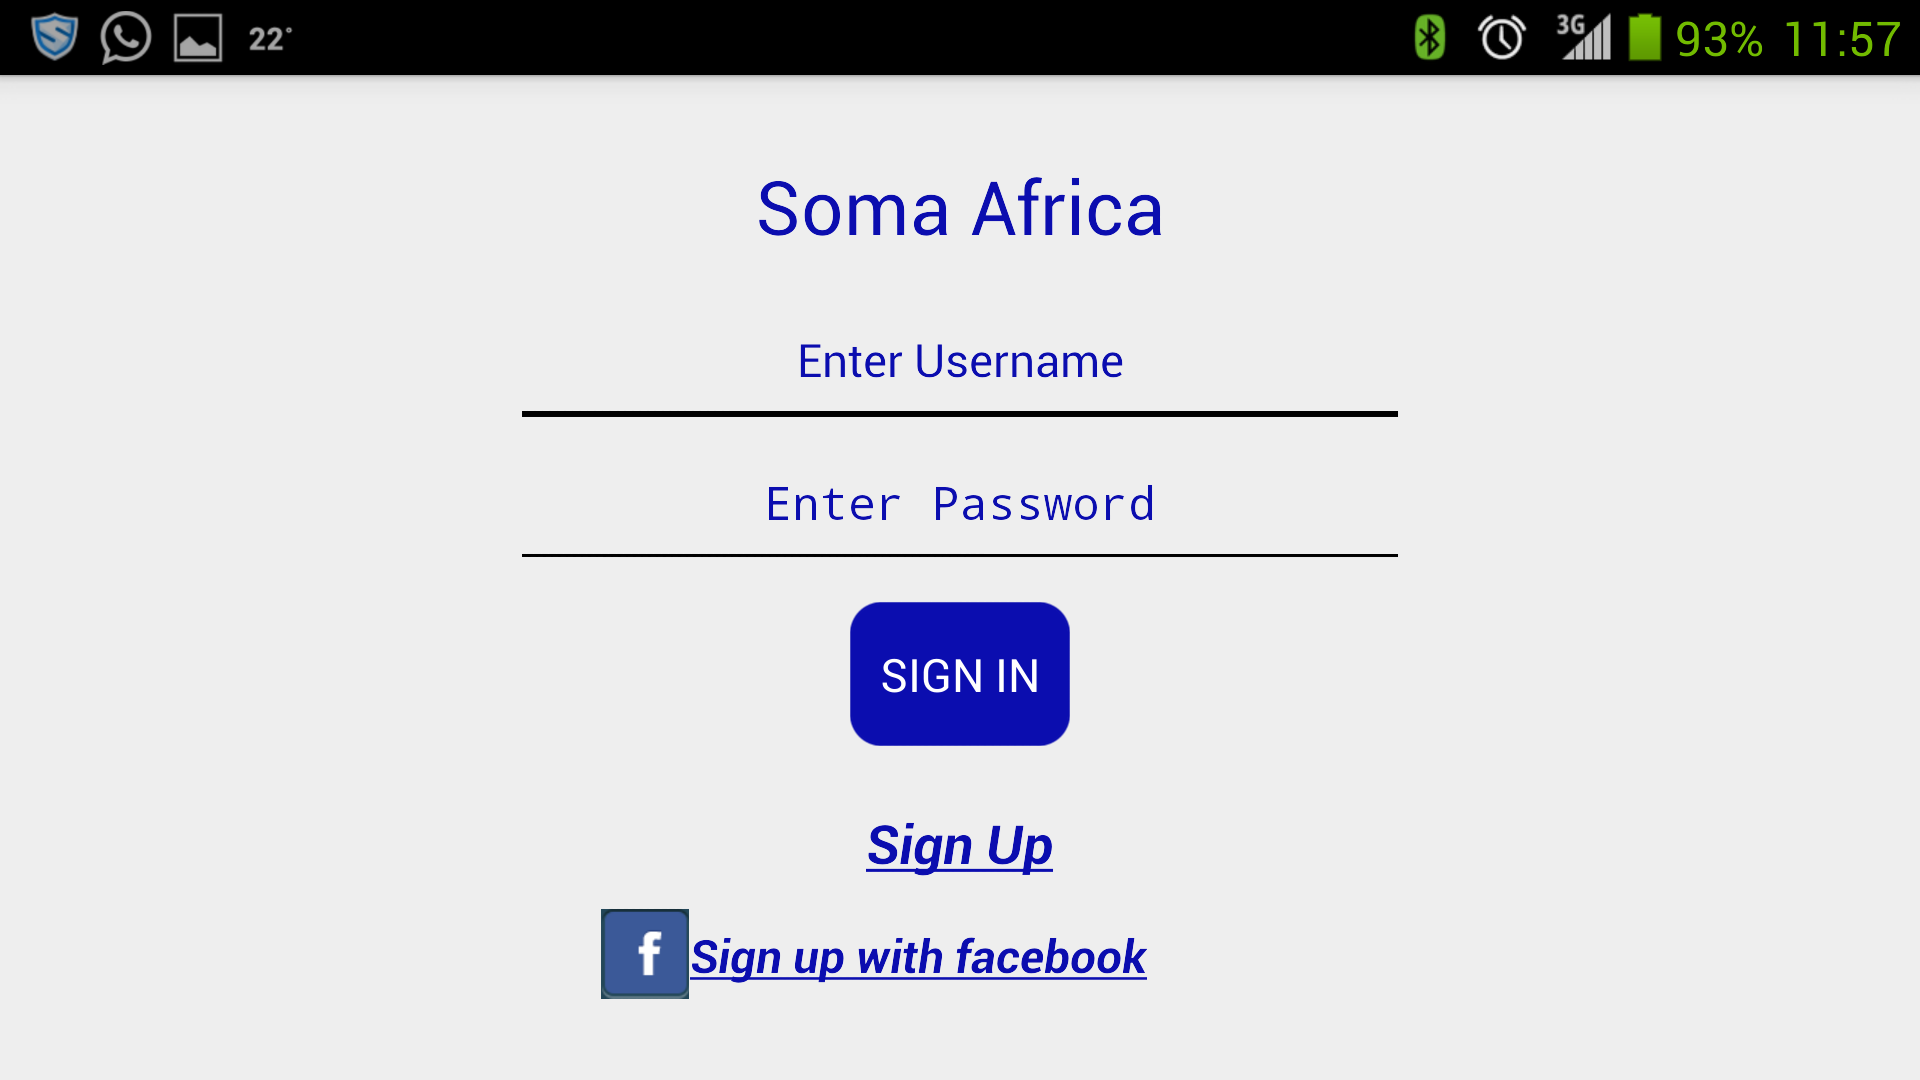 22° 3G 93% 11:57
Soma Africa
Enter Username
Enter Password
SIGN IN
Sign Up
f Sign up with facebook